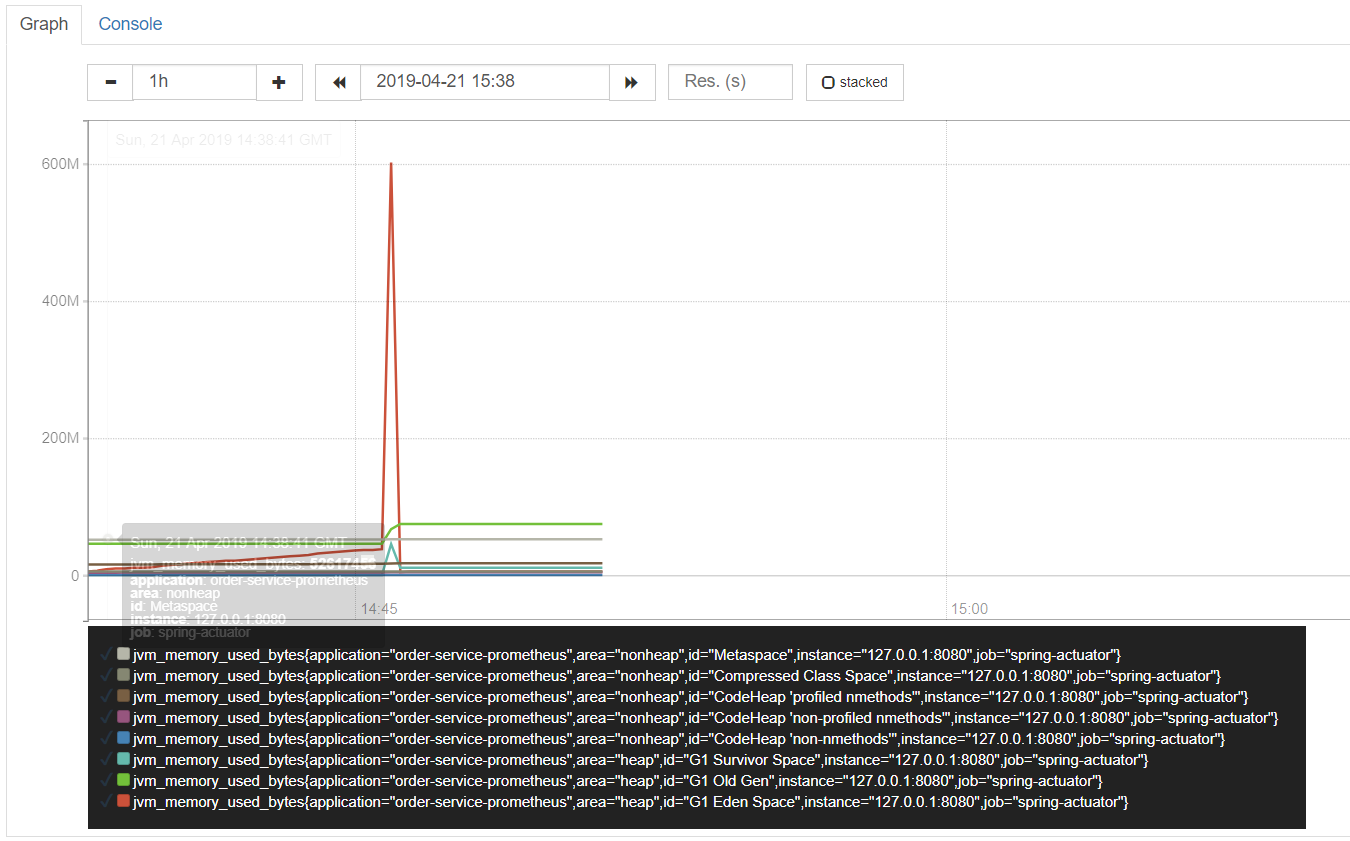 Graph Console
1h 2019-04-21 15:38 Res. (s) stacked
Sun, 21 Apr 2019 14:38:41 GMT
600M
400M
200M
0
Sun, 21 Apr 2019 14:38:41 GMT
jvm_memory_used_bytes:
application: order-service-prometheus
area: nonheap
id: Metaspace
instance: 127.0.0.1:8080
job: spring-actuator
14:45 15:00
jvm_memory_used_bytes{application="order-service-prometheus",area="nonheap",id="Metaspace",instance="127.0.0.1:8080",job="spring-actuator"}
jvm_memory_used_bytes{application="order-service-prometheus",area="nonheap",id="Compressed Class Space",instance="127.0.0.1:8080",job="spring-actuator"}
jvm_memory_used_bytes{application="order-service-prometheus",area="nonheap",id="CodeHeap 'profiled nmethods'",instance="127.0.0.1:8080",job="spring-actuator"}
jvm_memory_used_bytes{application="order-service-prometheus",area="nonheap",id="CodeHeap 'non-profiled nmethods'",instance="127.0.0.1:8080",job="spring-actuator"}
jvm_memory_used_bytes{application="order-service-prometheus",area="nonheap",id="CodeHeap 'non-nmethods'",instance="127.0.0.1:8080",job="spring-actuator"}
jvm_memory_used_bytes{application="order-service-prometheus",area="heap",id="G1 Survivor Space",instance="127.0.0.1:8080",job="spring-actuator"}
jvm_memory_used_bytes{application="order-service-prometheus",area="heap",id="G1 Old Gen",instance="127.0.0.1:8080",job="spring-actuator"}
jvm_memory_used_bytes{application="order-service-prometheus",area="heap",id="G1 Eden Space",instance="127.0.0.1:8080",job="spring-actuator"}